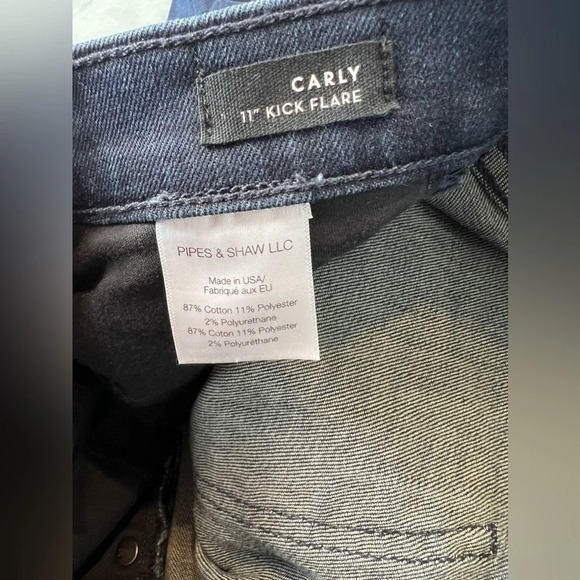 CARLY
11" KICK FLARE
PIPES & SHAW LLC
Made in USA/
Fabriqué aux EU
87% Cotton 11% Polyester
2% Polyurethane
87% Coton 11% Polyester
2% Polyuréthane